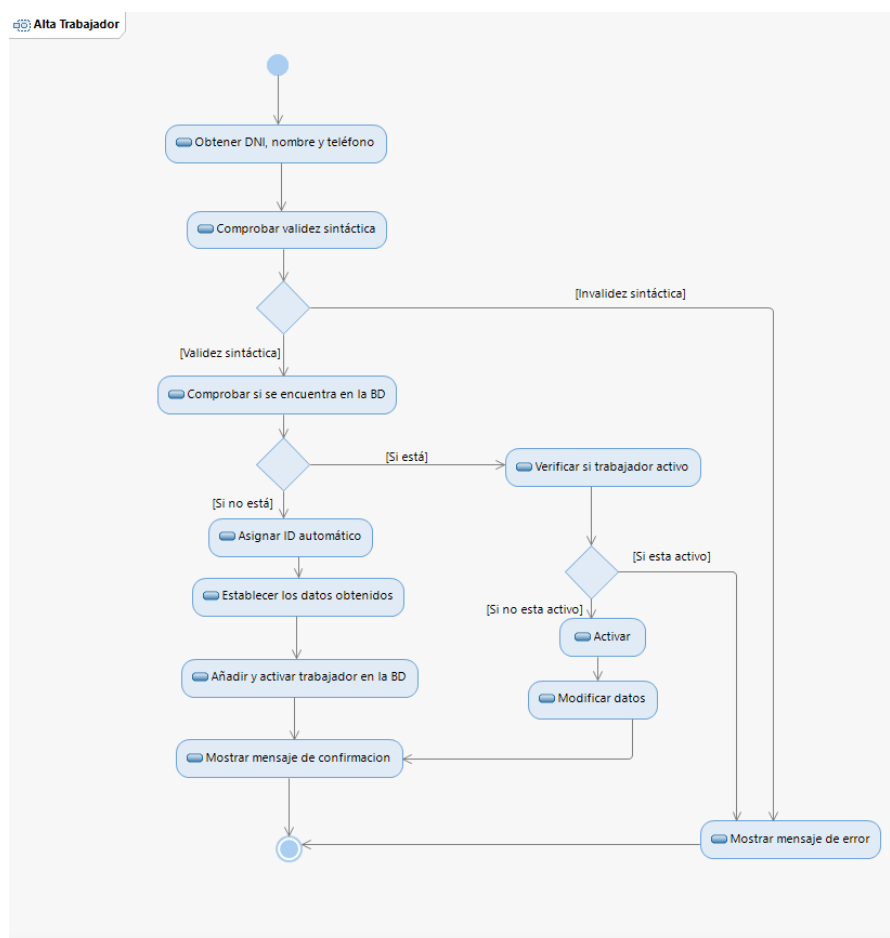 Alta Trabajador
Obtener DNI, nombre y teléfono
Comprobar validez sintáctica
[Invalidez sintáctica]
[Validez sintáctica]
Comprobar si se encuentra en la BD
[Si está]
Verificar si trabajador activo
[Si no está]
Asignar ID automático
[Si esta activo]
Establecer los datos obtenidos
[Si no esta activo]
Activar
Añadir y activar trabajador en la BD
Modificar datos
Mostrar mensaje de confirmacion
Mostrar mensaje de error